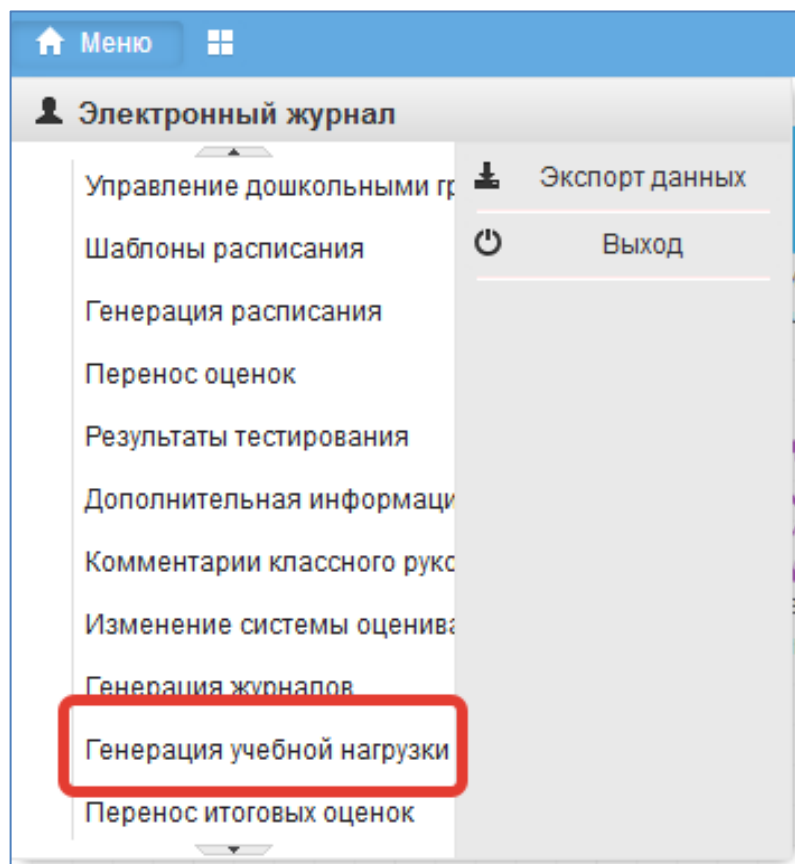 Меню
Электронный журнал
Управление дошкольными гр
Шаблоны расписания
Генерация расписания
Перенос оценок
Результаты тестирования
Дополнительная информаци
Комментарии классного руко
Изменение системы оценива
Генерация журналов
Генерация учебной нагрузки
Перенос итоговых оценок
Экспорт данных
Выход